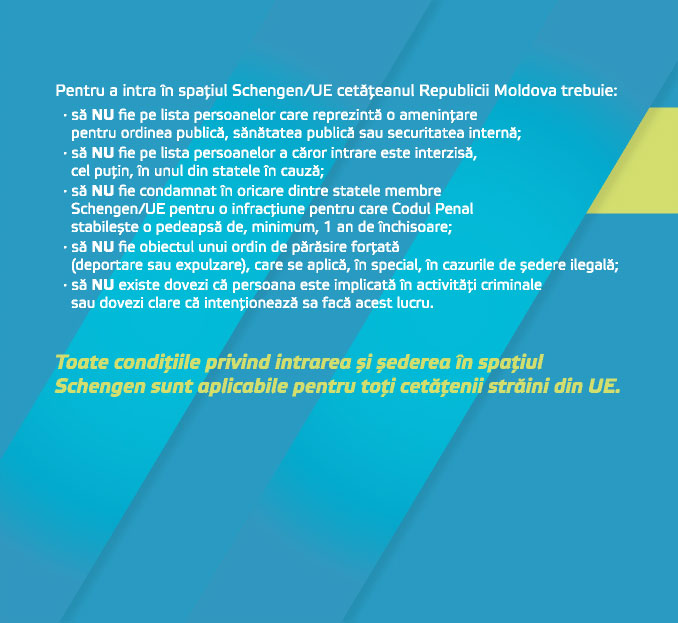 Pentru a intra în spațiul Schengen/UE cetățeanul Republicii Moldova trebuie:
· să NU fie pe lista persoanelor care reprezintă o amenințare
pentru ordinea publică, sănătatea publică sau securitatea internă;
· să NU fie pe lista persoanelor a căror intrare este interzisă,
cel puțin, în unul din statele în cauză;
· să NU fie condamnat în oricare dintre statele membre
Schengen/UE pentru o infracțiune pentru care Codul Penal
stabilește o pedeapsă de, minimum, 1 an de închisoare;
· să NU fie obiectul unui ordin de părăsire forțată
(deportare sau expulzare), care se aplică, în special, în cazurile de ședere ilegală;
· să NU existe dovezi că persoana este implicată în activități criminale
sau dovezi clare că intenționează sa facă acest lucru.
Toate condițiile privind intrarea și șederea în spațiul
Schengen sunt aplicabile pentru toți cetățenii străini din UE.